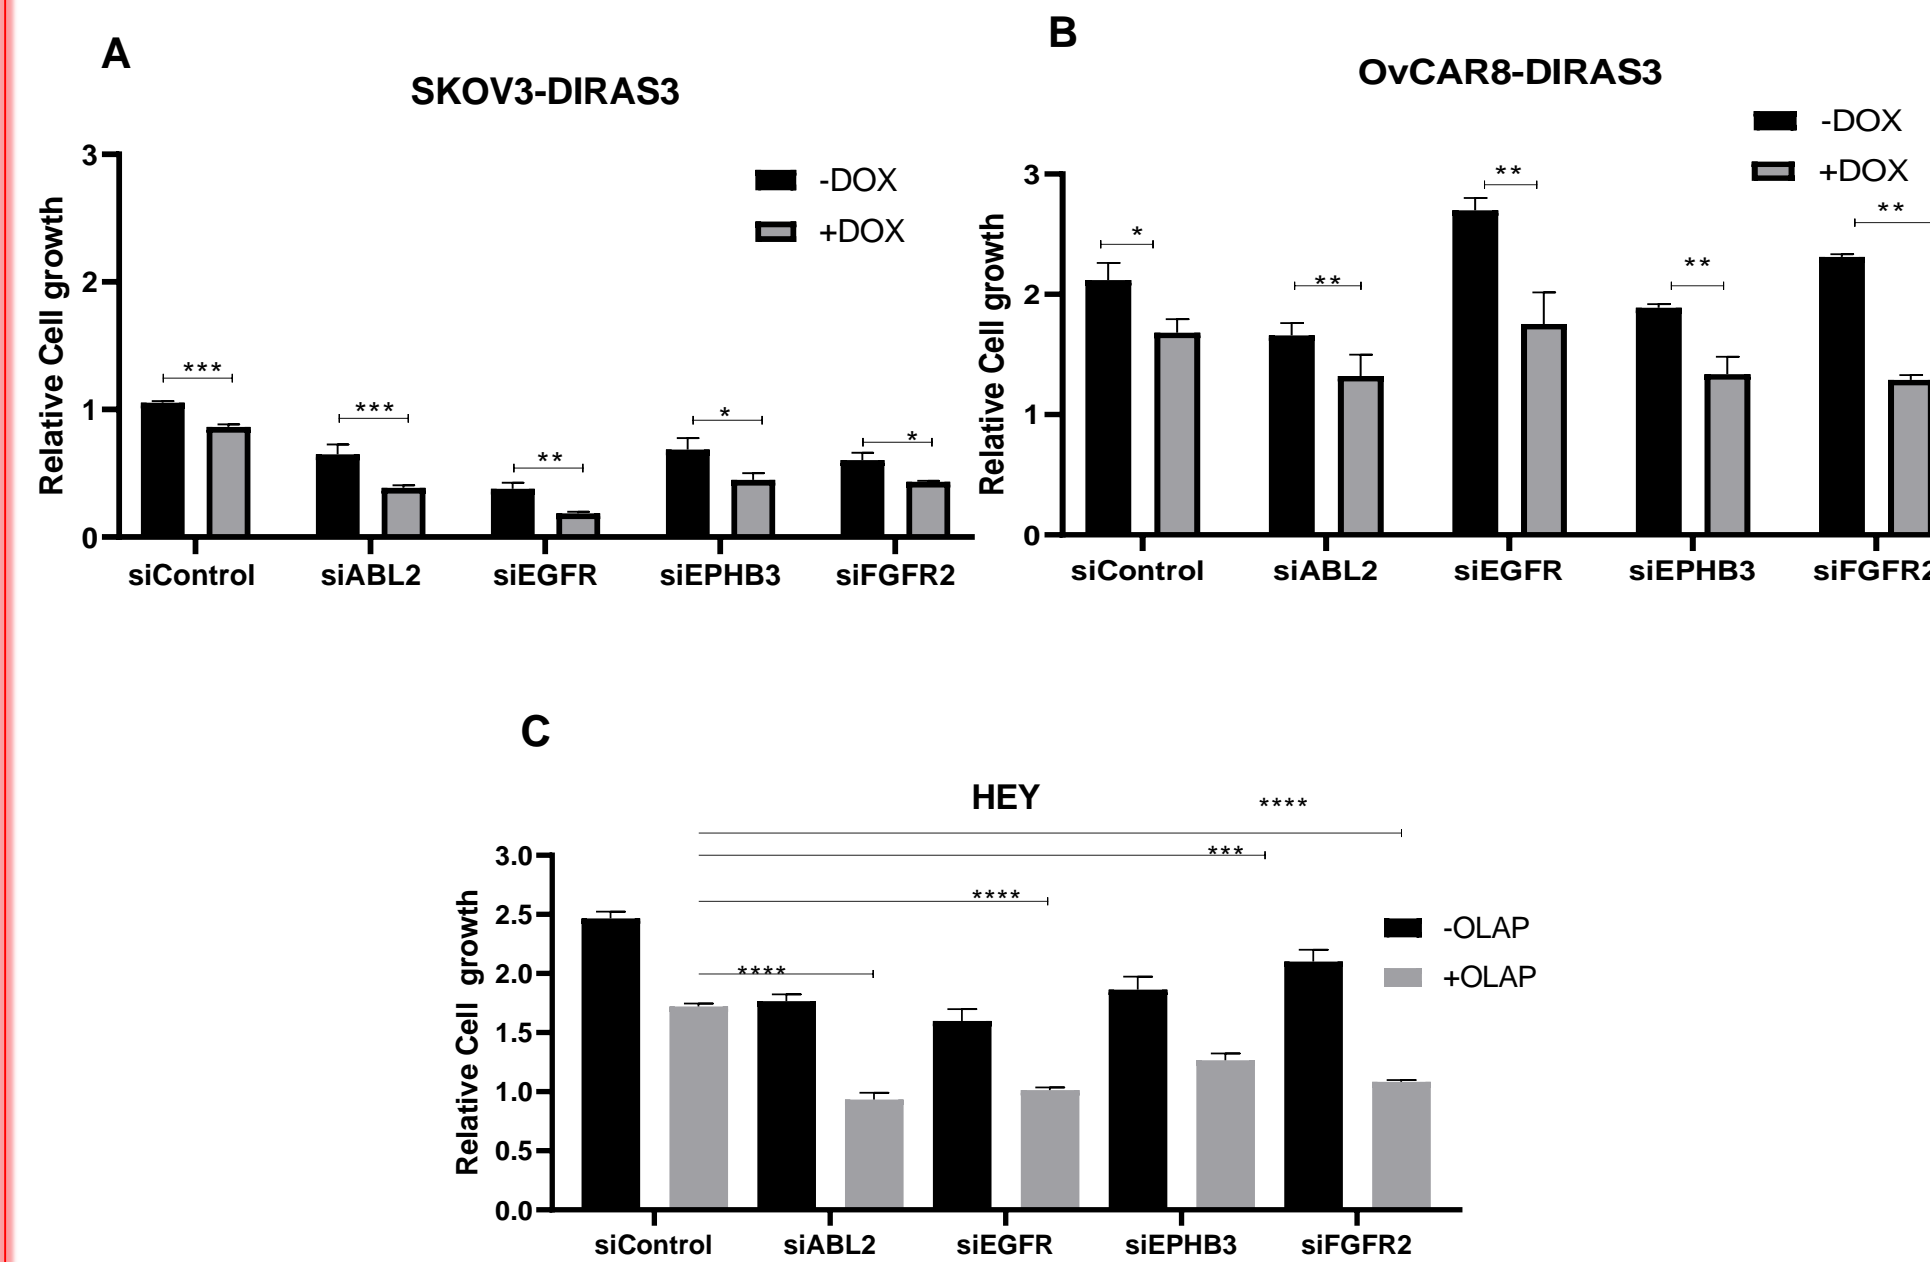 A
SKOV3-DIRAS3
-DOX
+DOX
Relative Cell growth
3
2
1
0
***
***
**
*
*
siControl siABL2 siEGFR siEPHB3 siFGFR2
B
OvCAR8-DIRAS3
-DOX
+DOX
Relative Cell growth
3
2
1
0
*
**
**
**
**
siControl siABL2 siEGFR siEPHB3 siFGFR2
C
HEY
-OLAP
+OLAP
Relative Cell growth
3.0
2.5
2.0
1.5
1.0
0.5
0.0
****
***
****
****
siControl siABL2 siEGFR siEPHB3 siFGFR2